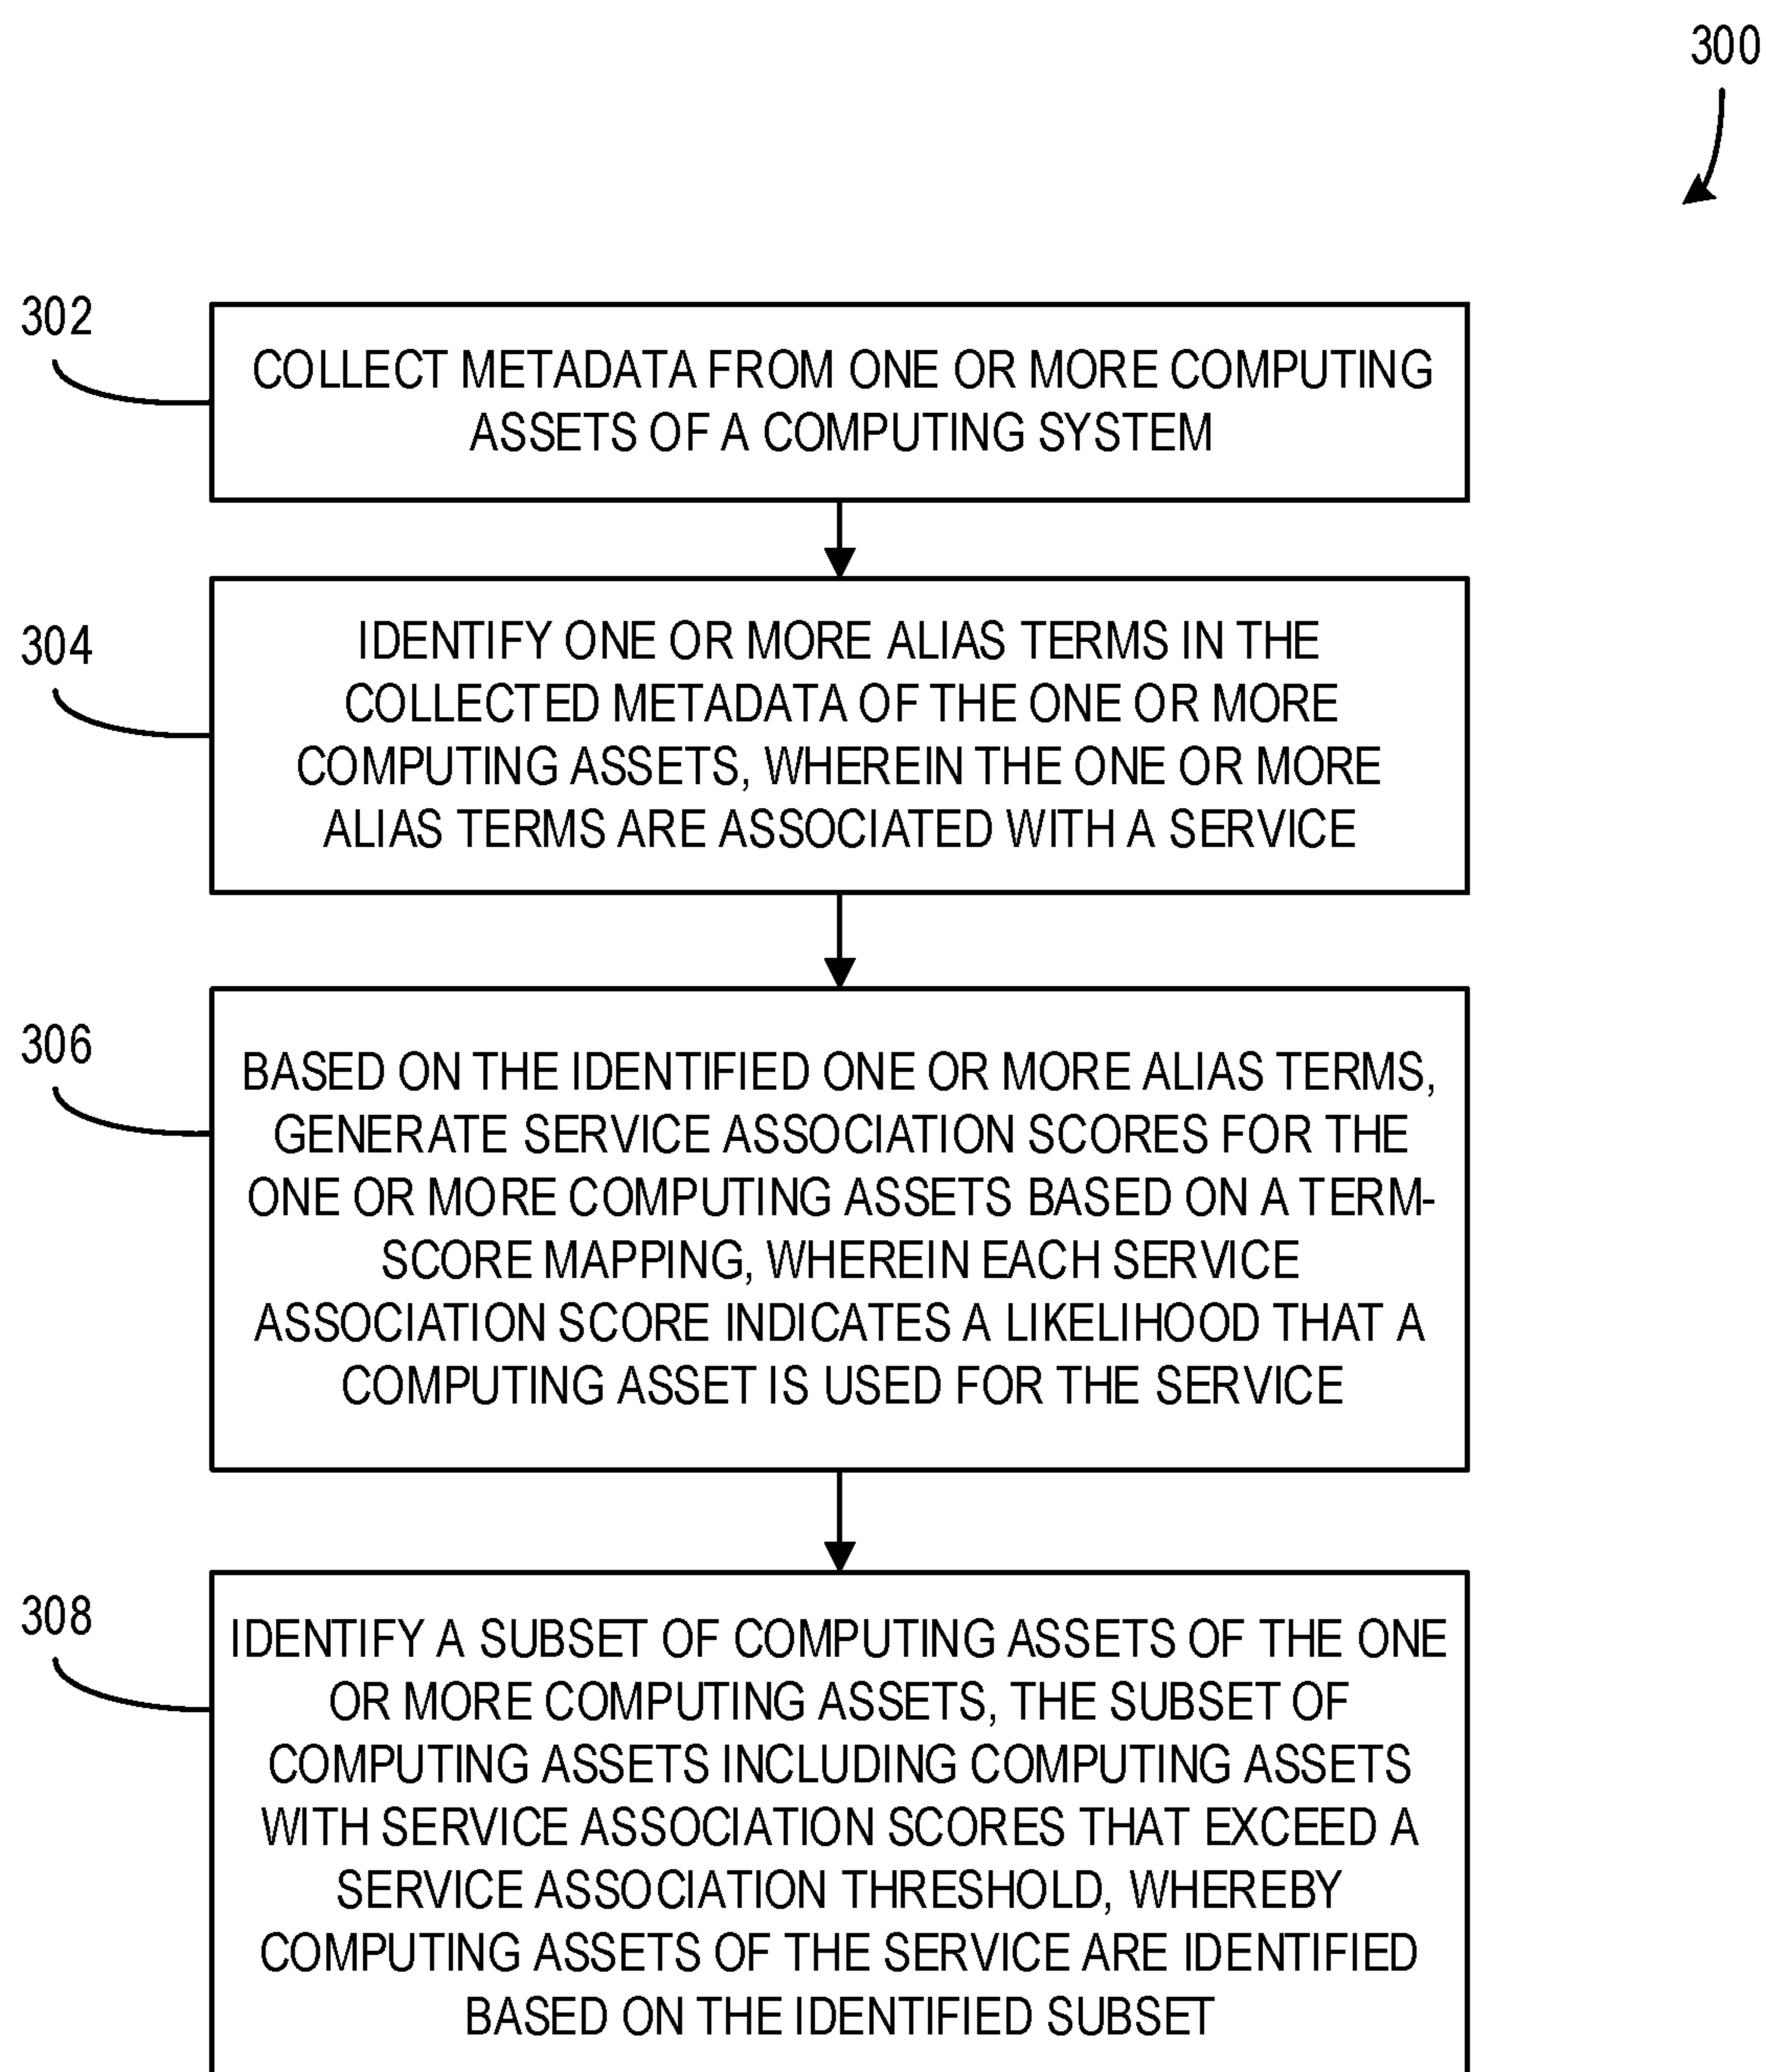 300
302
COLLECT METADATA FROM ONE OR MORE COMPUTING
ASSETS OF A COMPUTING SYSTEM
304
IDENTIFY ONE OR MORE ALIAS TERMS IN THE
COLLECTED METADATA OF THE ONE OR MORE
COMPUTING ASSETS, WHEREIN THE ONE OR MORE
ALIAS TERMS ARE ASSOCIATED WITH A SERVICE
306
BASED ON THE IDENTIFIED ONE OR MORE ALIAS TERMS,
GENERATE SERVICE ASSOCIATION SCORES FOR THE
ONE OR MORE COMPUTING ASSETS BASED ON A TERM-
SCORE MAPPING, WHEREIN EACH SERVICE
ASSOCIATION SCORE INDICATES A LIKELIHOOD THAT A
COMPUTING ASSET IS USED FOR THE SERVICE
308
IDENTIFY A SUBSET OF COMPUTING ASSETS OF THE ONE
OR MORE COMPUTING ASSETS, THE SUBSET OF
COMPUTING ASSETS INCLUDING COMPUTING ASSETS
WITH SERVICE ASSOCIATION SCORES THAT EXCEED A
SERVICE ASSOCIATION THRESHOLD, WHEREBY
COMPUTING ASSETS OF THE SERVICE ARE IDENTIFIED
BASED ON THE IDENTIFIED SUBSET